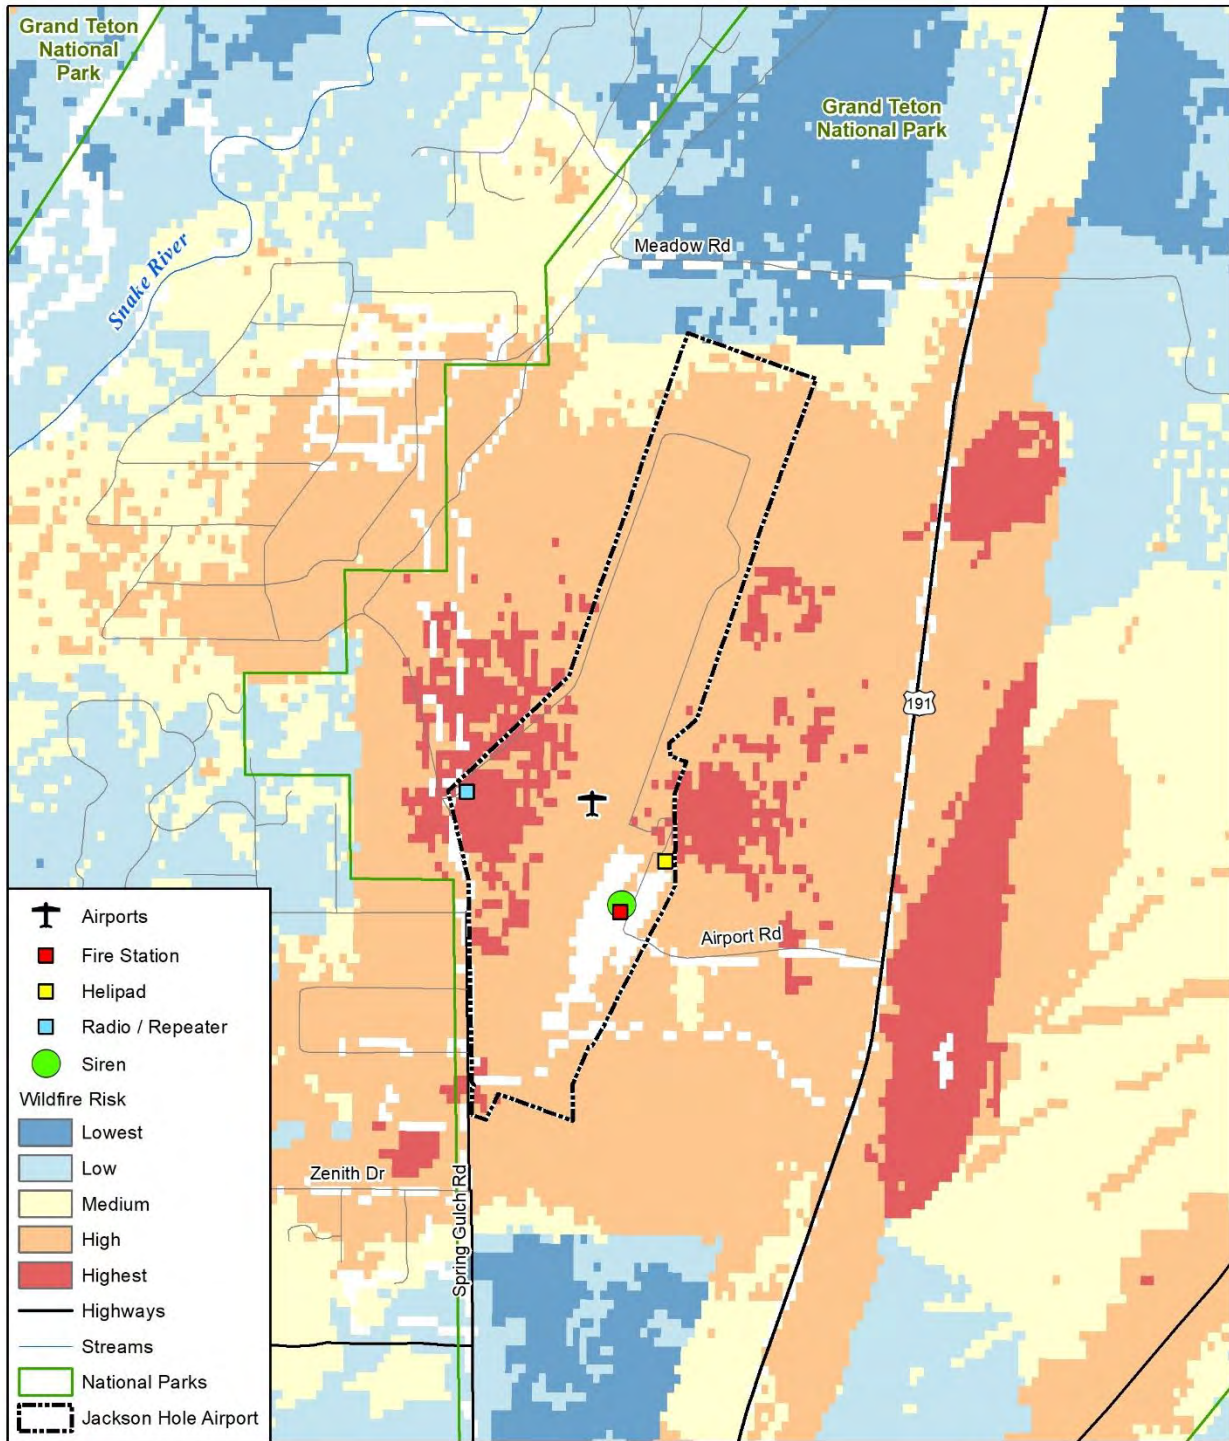 Grand Teton
National
Park
Grand Teton
National Park
Snake River
Meadow Rd
191
Airport Rd
Zenith Dr
Spring Gulch Rd
Airports
Fire Station
Helipad
Radio / Repeater
Siren
Wildfire Risk
Lowest
Low
Medium
High
Highest
Highways
Streams
National Parks
Jackson Hole Airport